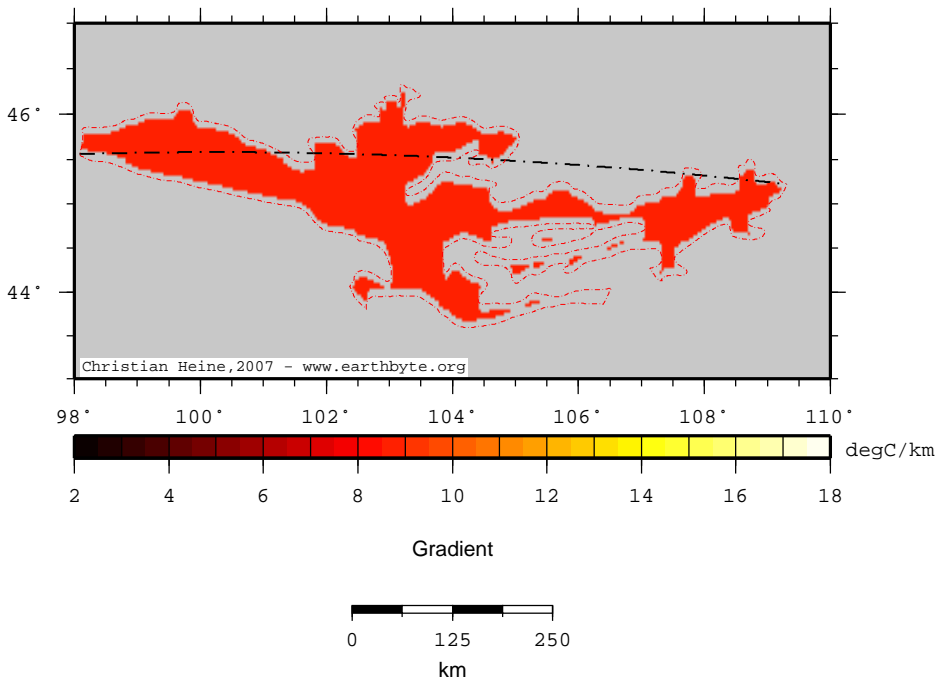 46°
44°
Christian Heine,2007 - www.earthbyte.org
98° 100° 102° 104° 106° 108° 110°
degC/km
2 4 6 8 10 12 14 16 18
Gradient
0 125 250
km